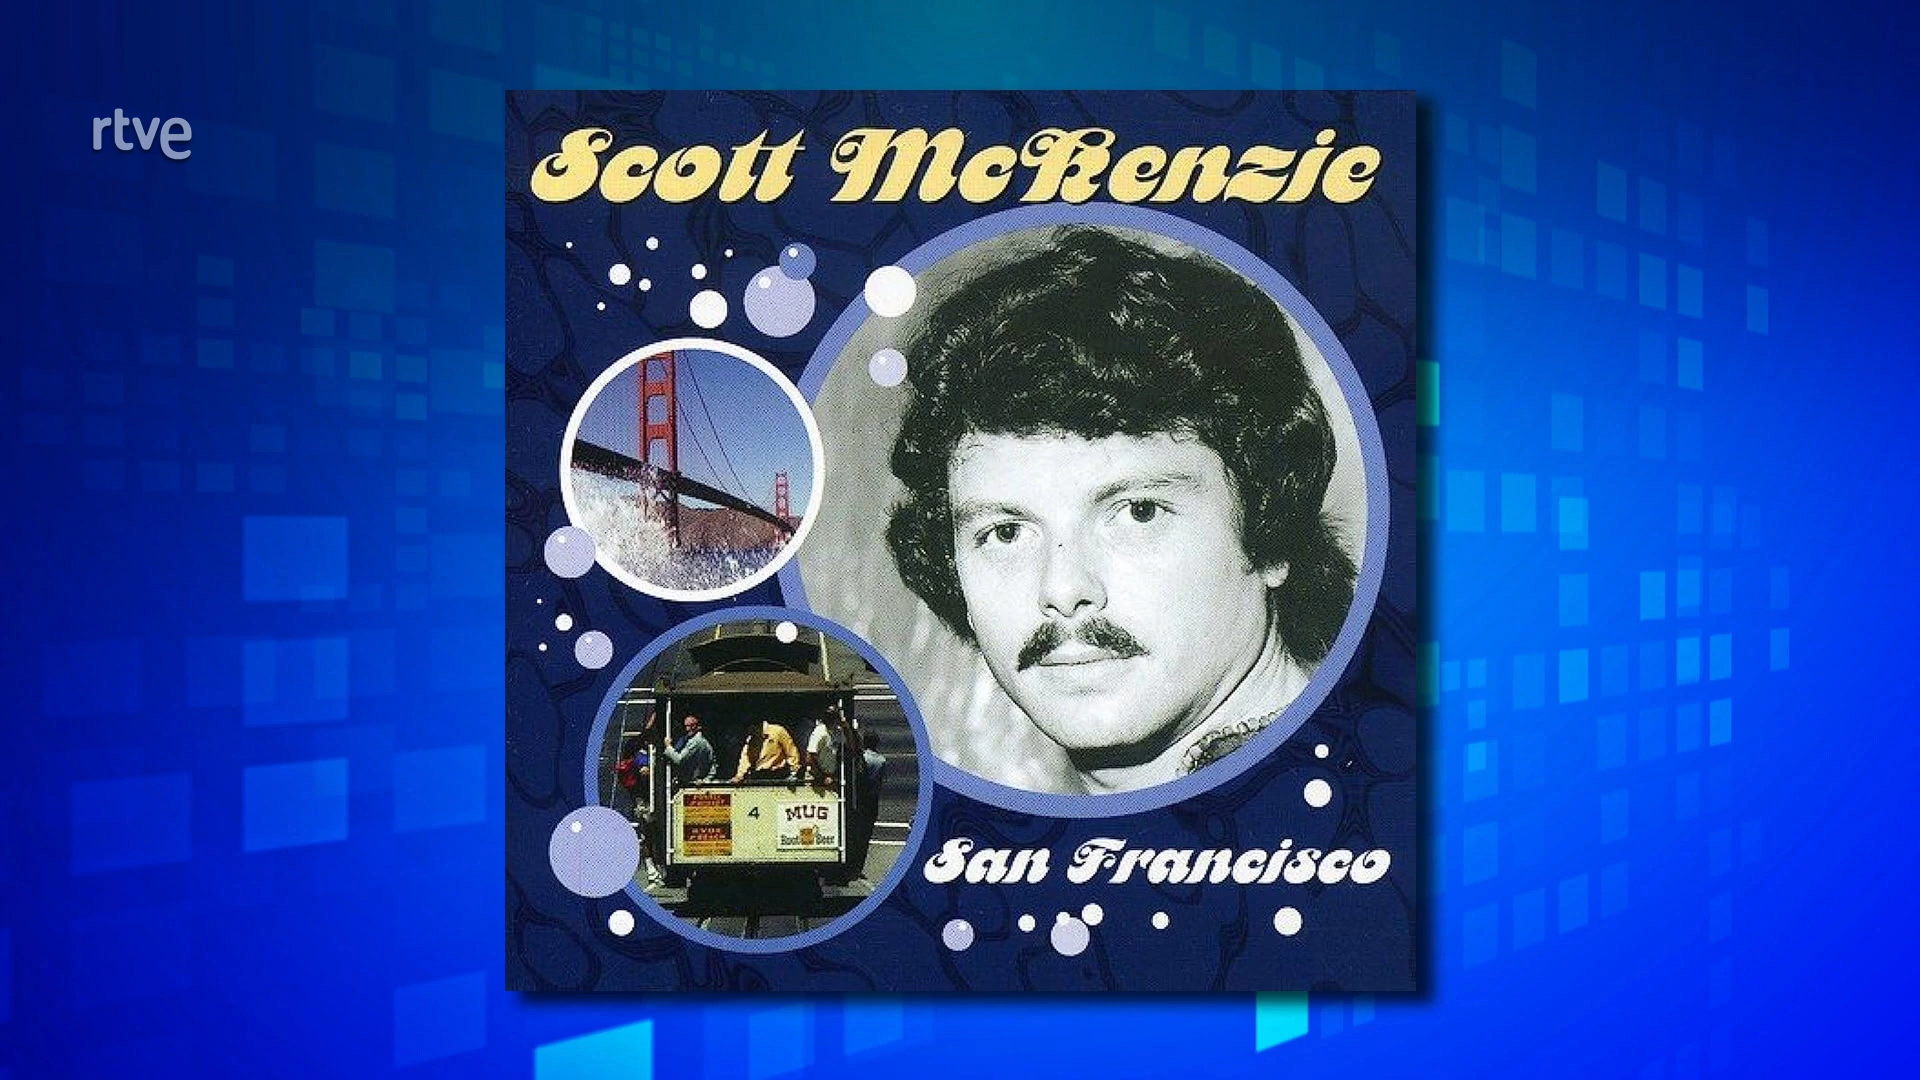 rtve
Scott McKenzie
4
MUG
Root Beer
San Francisco